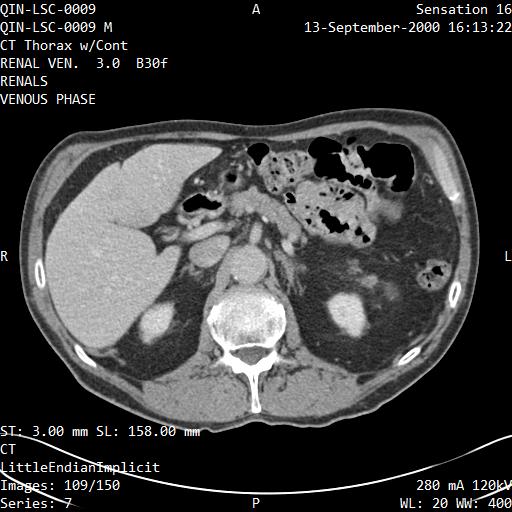 QIN-LSC-0009
A
Sensation 16
QIN-LSC-0009 M
13-September-2000 16:13:22
CT Thorax w/Cont
RENAL VEN.  3.0  B30f
RENALS
VENOUS PHASE
R
L
ST: 3.00 mm SL: 158.00 mm
CT
LittleEndianImplicit
Images: 109/150
280 mA 120kV
Series: 7
P
WL: 20 WW: 400